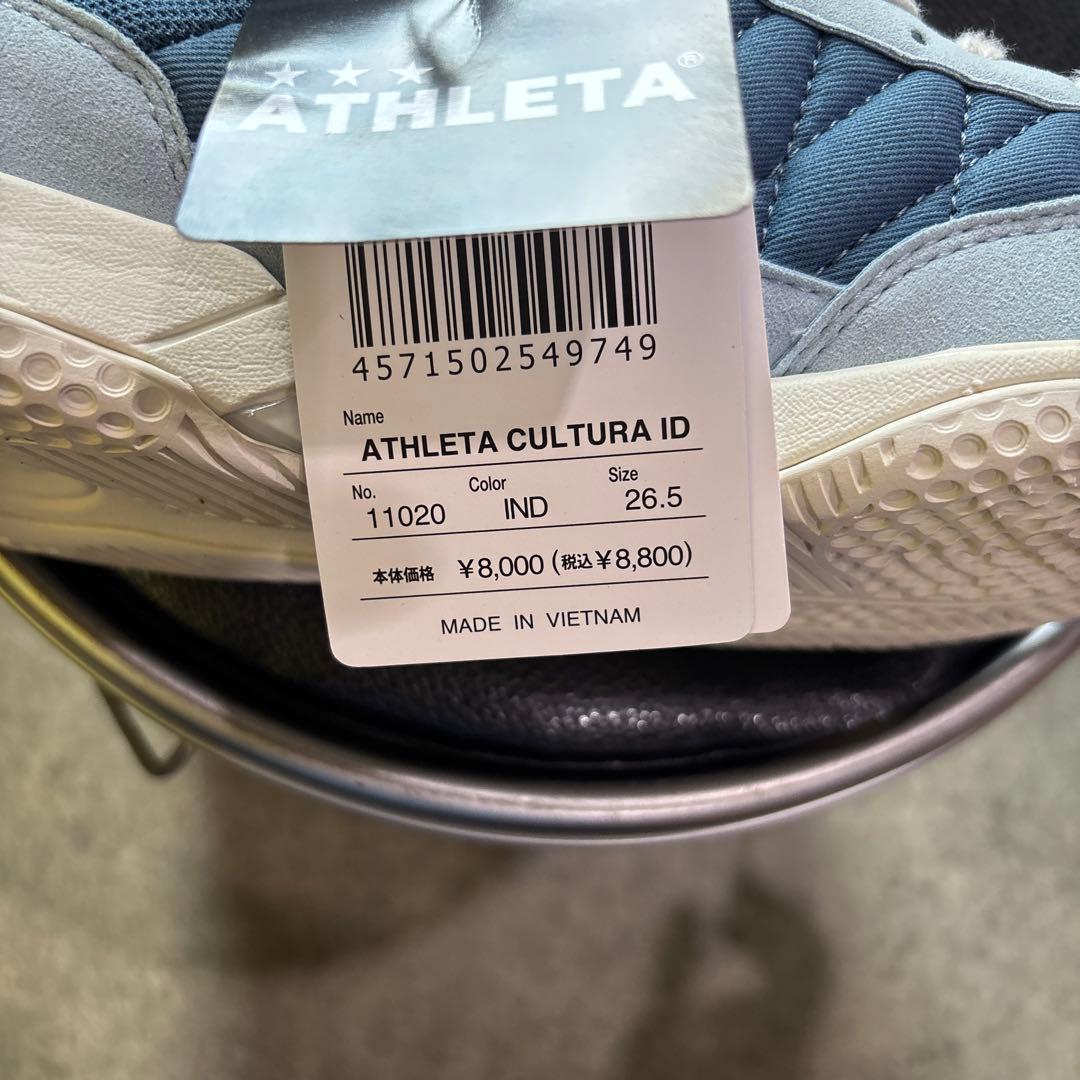 ★★★
ATHLETA®
4571502549749
Name
ATHLETA CULTURA ID
No. Color Size
11020 IND 26.5
本体価格 ¥8,000 (税込¥8,800)
MADE IN VIETNAM